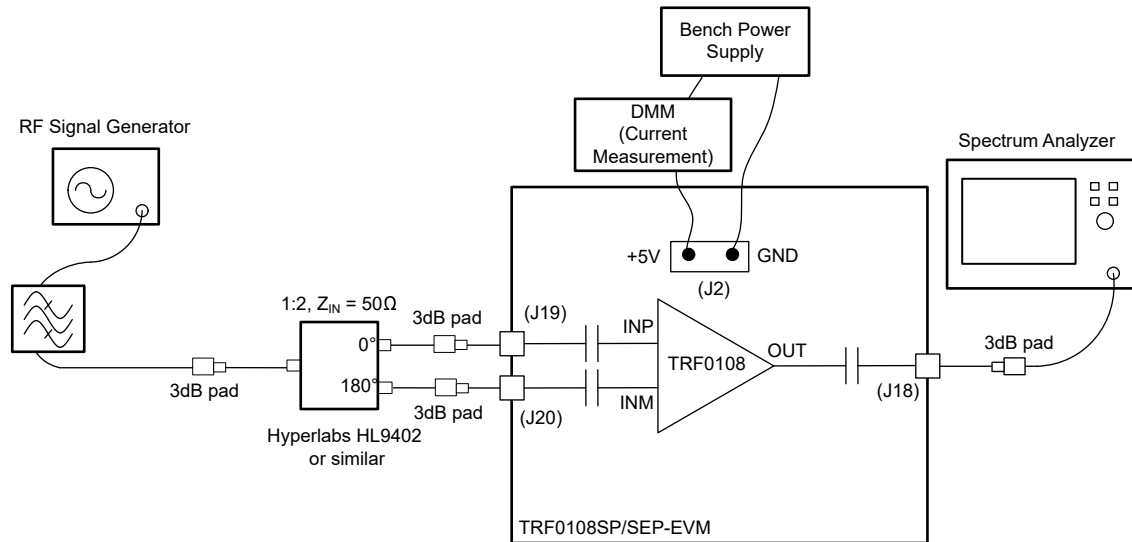 Bench Power
Supply
DMM
(Current
Measurement)
RF Signal Generator
Spectrum Analyzer
+5V
GND
(J2)
1:2, Z_IN = 50Ω
0°
180°
3dB pad
3dB pad
3dB pad
Hyperlabs HL9402
or similar
(J19)
(J20)
INP
INM
TRF0108
OUT
(J18)
3dB pad
TRF0108SP/SEP-EVM